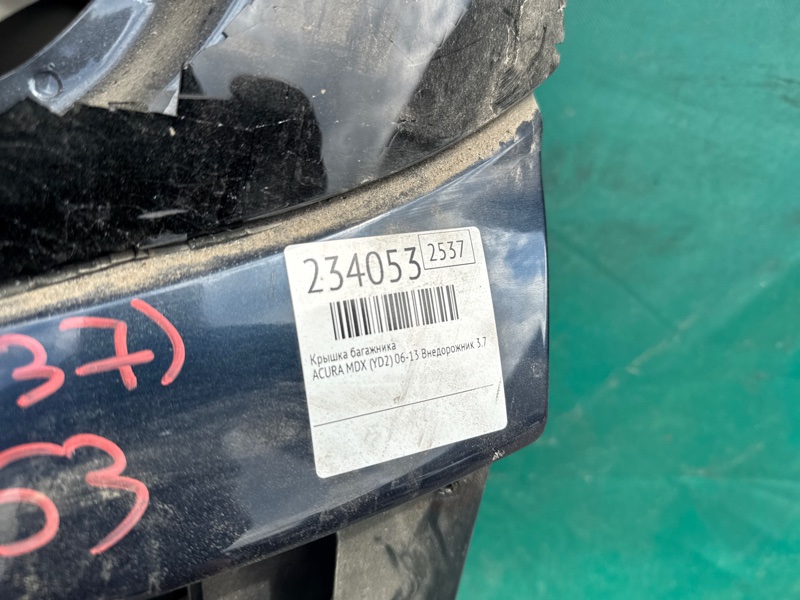 234053 2537
Крышка багажника
ACURA MDX (YD2) 06-13 Внедорожник 3.7
37)
63